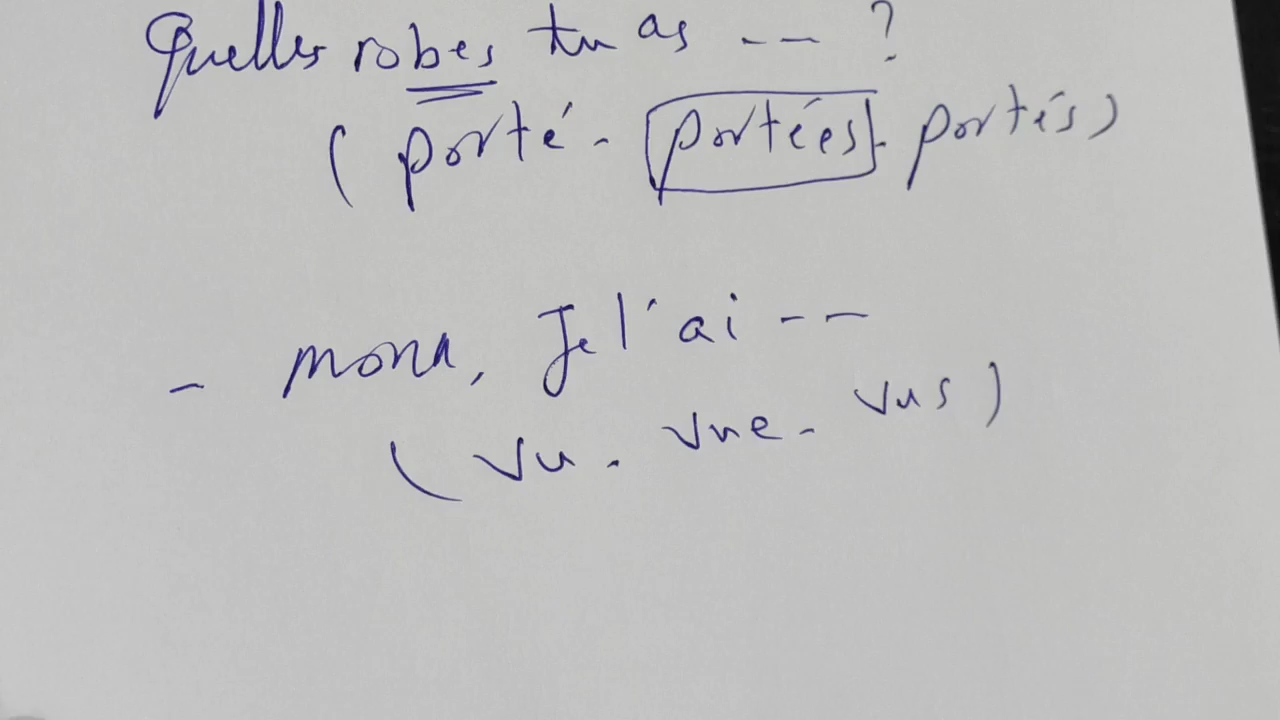 Quelles robes tu as -- ?
( porté - portées - portés )
- mona, Je l'ai --
( vu - vue - vus )